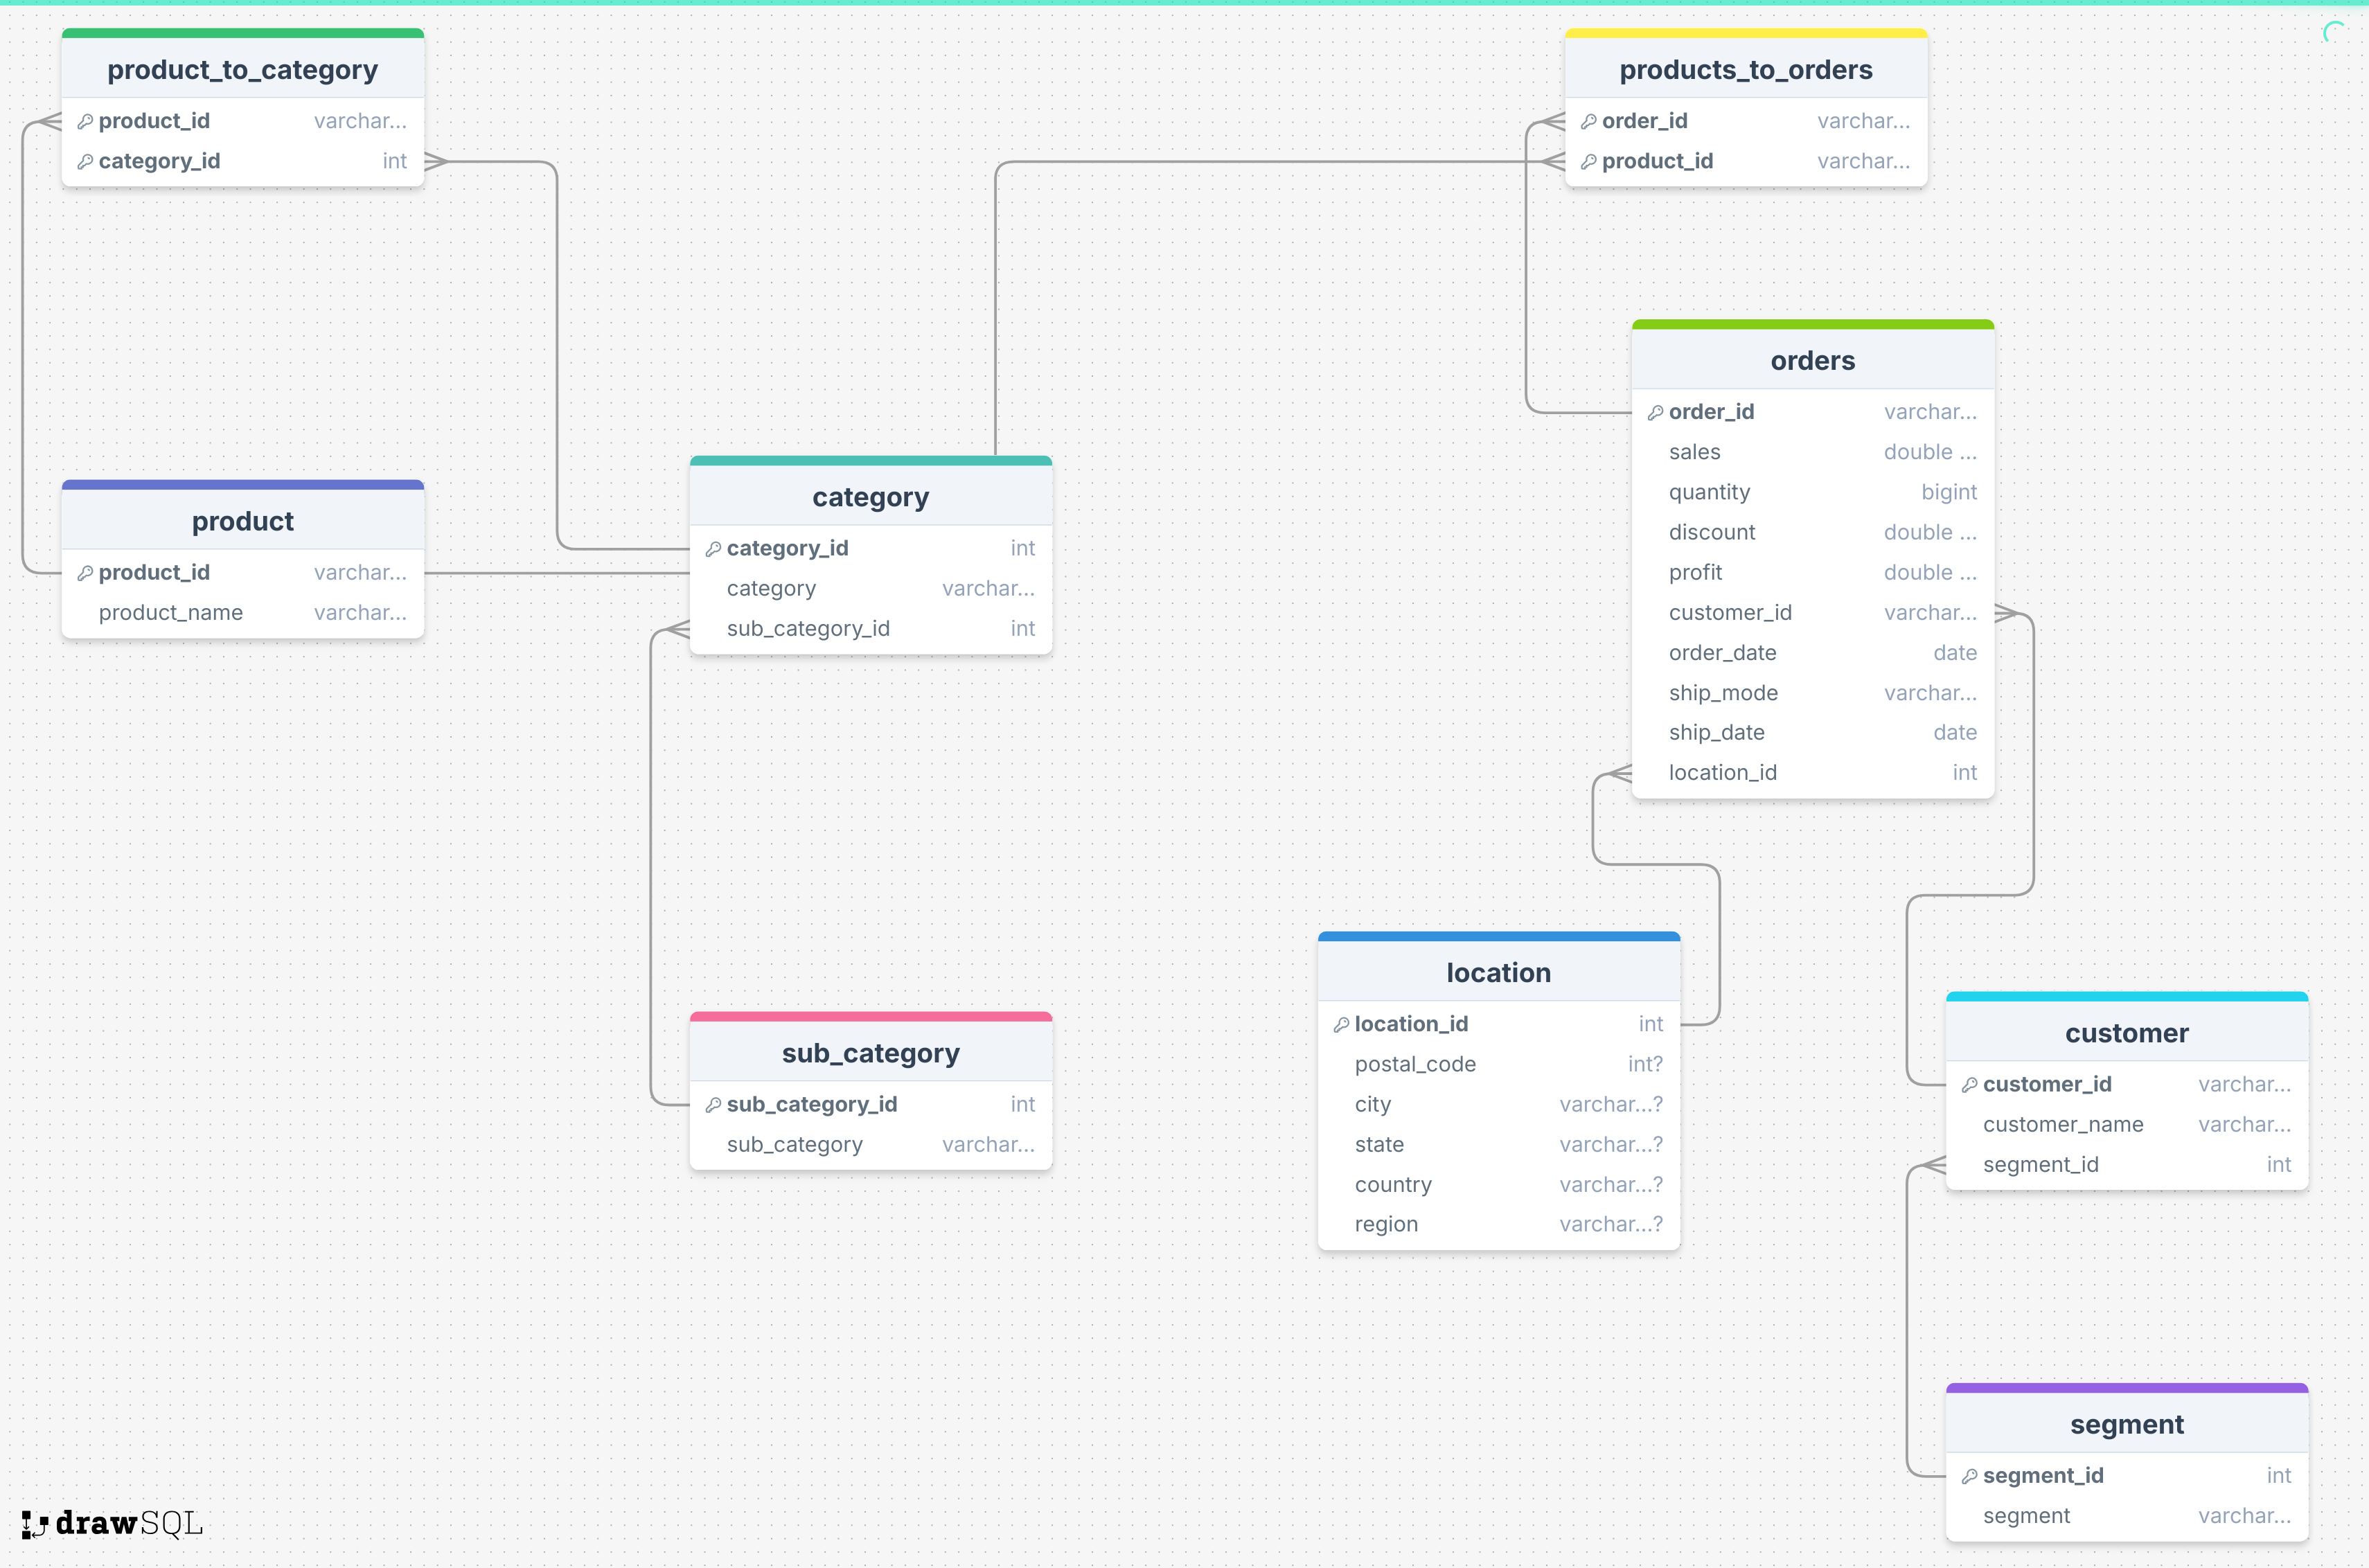 product_to_category
product_id varchar...
category_id int
products_to_orders
order_id varchar...
product_id varchar...
orders
order_id varchar...
sales double ...
quantity bigint
discount double ...
profit double ...
customer_id varchar...
order_date date
ship_mode varchar...
ship_date date
location_id int
category
category_id int
category varchar...
sub_category_id int
product
product_id varchar...
product_name varchar...
location
location_id int
postal_code int?
city varchar...?
state varchar...?
country varchar...?
region varchar...?
customer
customer_id varchar...
customer_name varchar...
segment_id int
sub_category
sub_category_id int
sub_category varchar...
segment
segment_id int
segment varchar...
drawSQL